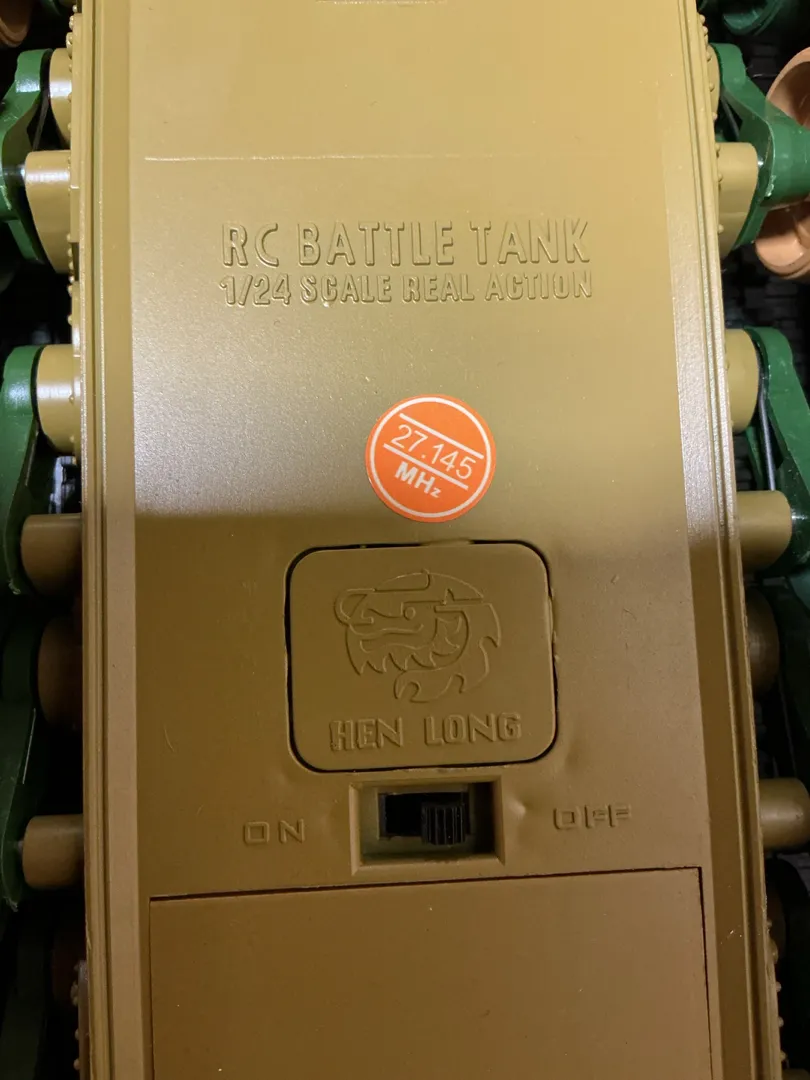 RC BATTLE TANK
1/24 SCALE REAL ACTION
27.145
MHz
HEN LONG
ON OFF